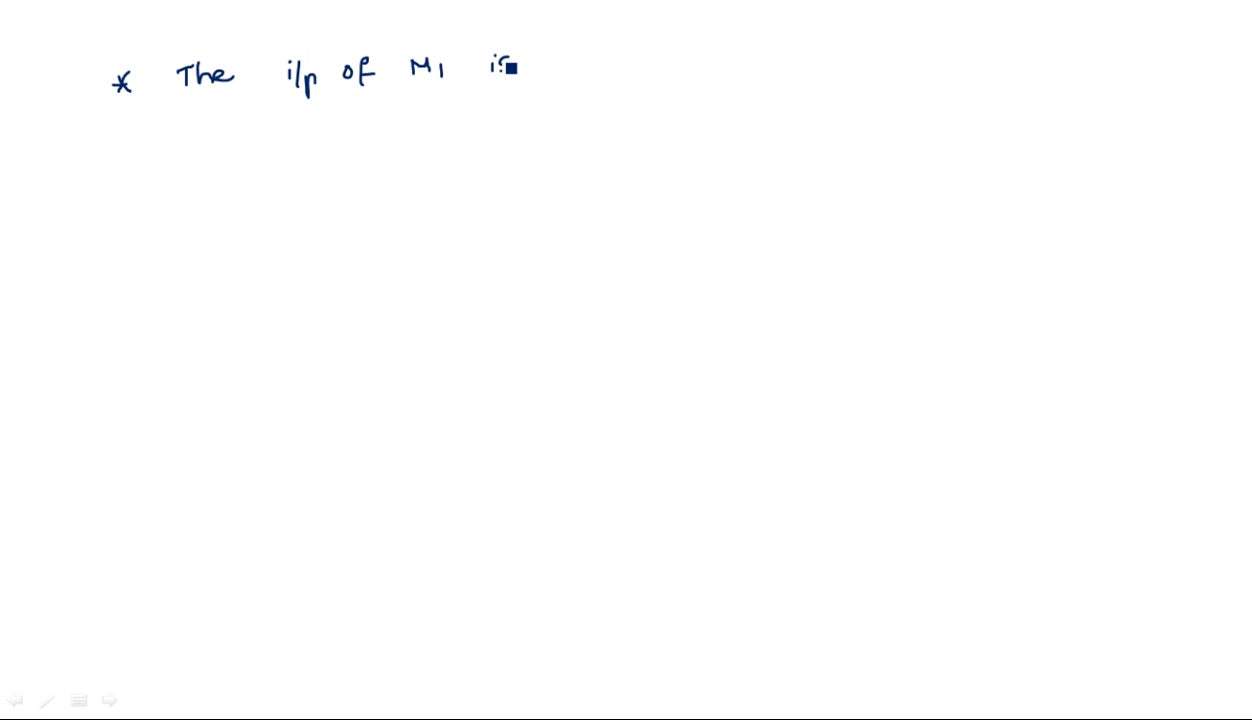 * The i/p of M1 is